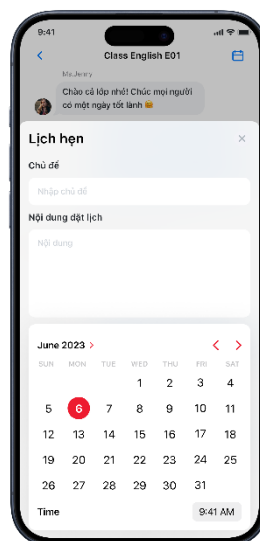 9:41
Class English E01
Ms.Jenny
Chào cả lớp nhé! Chúc mọi người
có một ngày tốt lành 😊
Lịch hẹn
Chủ đề
Nhập chủ đề
Nội dung đặt lịch
Nội dung
June 2023
SUN MON TUE WED THU FRI SAT
1 2 3 4
5 6 7 8 9 10 11
12 13 14 15 16 17 18
19 20 21 22 23 24 25
26 27 28 29 30 31
Time 9:41 AM